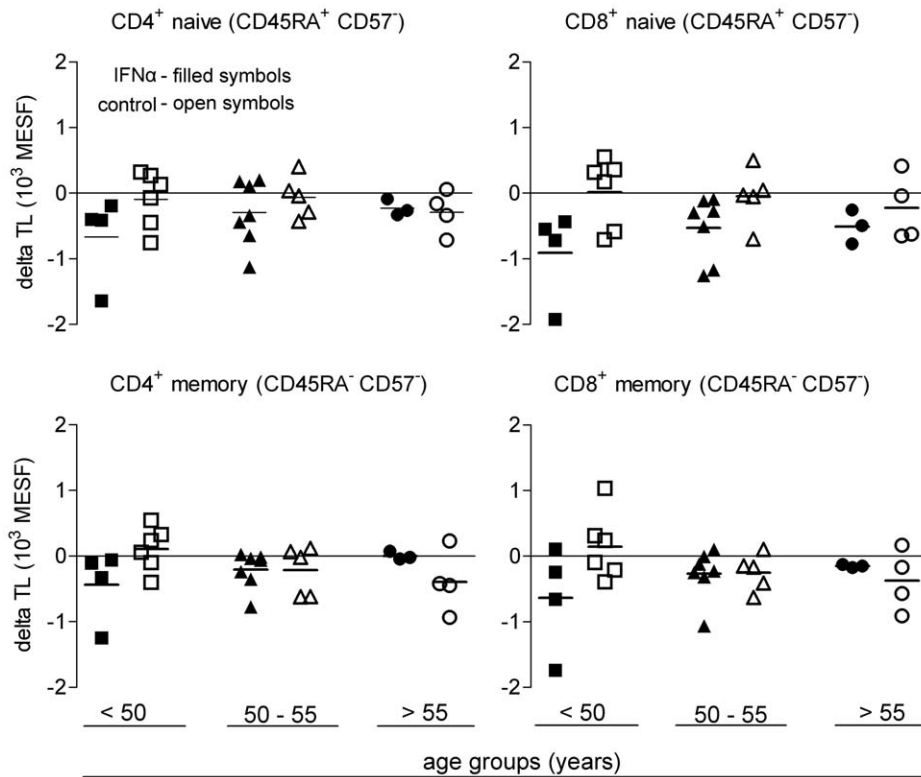 CD4⁺ naive (CD45RA⁺ CD57⁻)
CD8⁺ naive (CD45RA⁺ CD57⁻)
IFNα - filled symbols
control - open symbols
delta TL (10³ MESF)
2
1
0
-1
-2
2
1
0
-1
-2
CD4⁺ memory (CD45RA⁻ CD57⁻)
CD8⁺ memory (CD45RA⁻ CD57⁻)
delta TL (10³ MESF)
2
1
0
-1
-2
2
1
0
-1
-2
< 50 50 - 55 > 55 < 50 50 - 55 > 55
age groups (years)